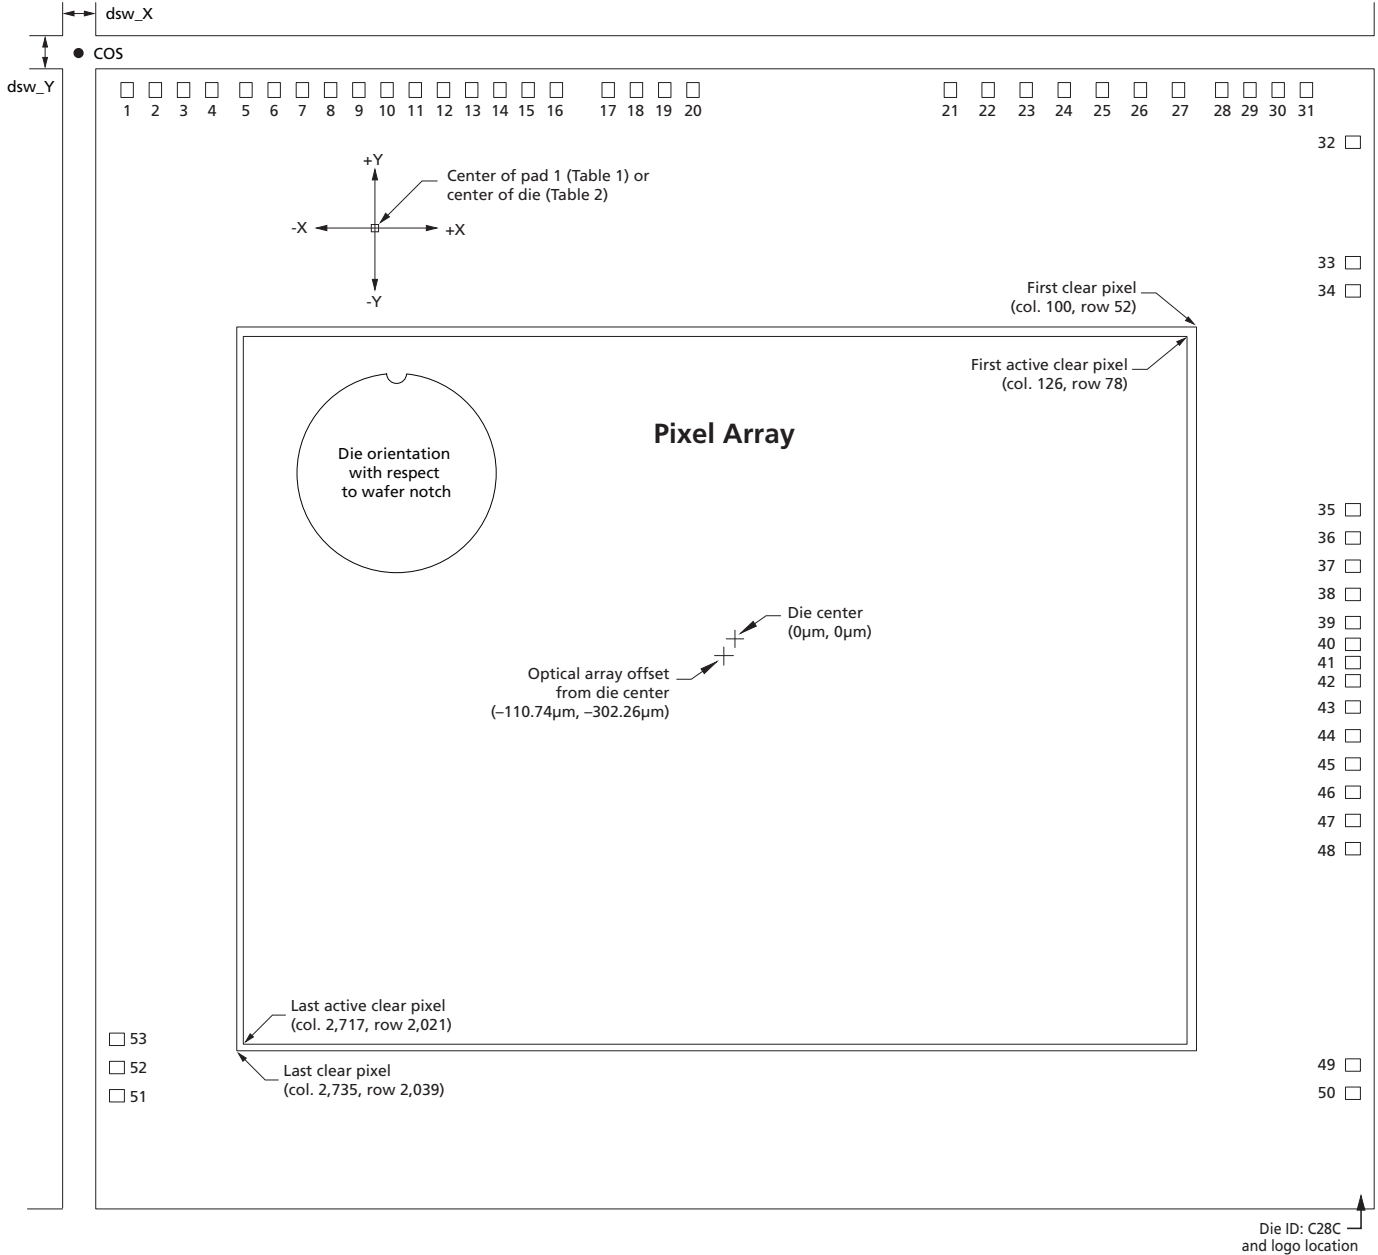 dsw_X
COS
dsw_Y
1 2 3 4 5 6 7 8 9 10 11 12 13 14 15 16 17 18 19 20 21 22 23 24 25 26 27 28 29 30 31
32
+Y
Center of pad 1 (Table 1) or
center of die (Table 2)
-X
+X
-Y
33
34
First clear pixel
(col. 100, row 52)
First active clear pixel
(col. 126, row 78)
Pixel Array
Die orientation
with respect
to wafer notch
35
36
37
38
39
40
41
42
43
44
45
46
47
48
Die center
(0µm, 0µm)
Optical array offset
from die center
(–110.74µm, –302.26µm)
Last active clear pixel
(col. 2,717, row 2,021)
Last clear pixel
(col. 2,735, row 2,039)
53
52
51
49
50
Die ID: C28C
and logo location